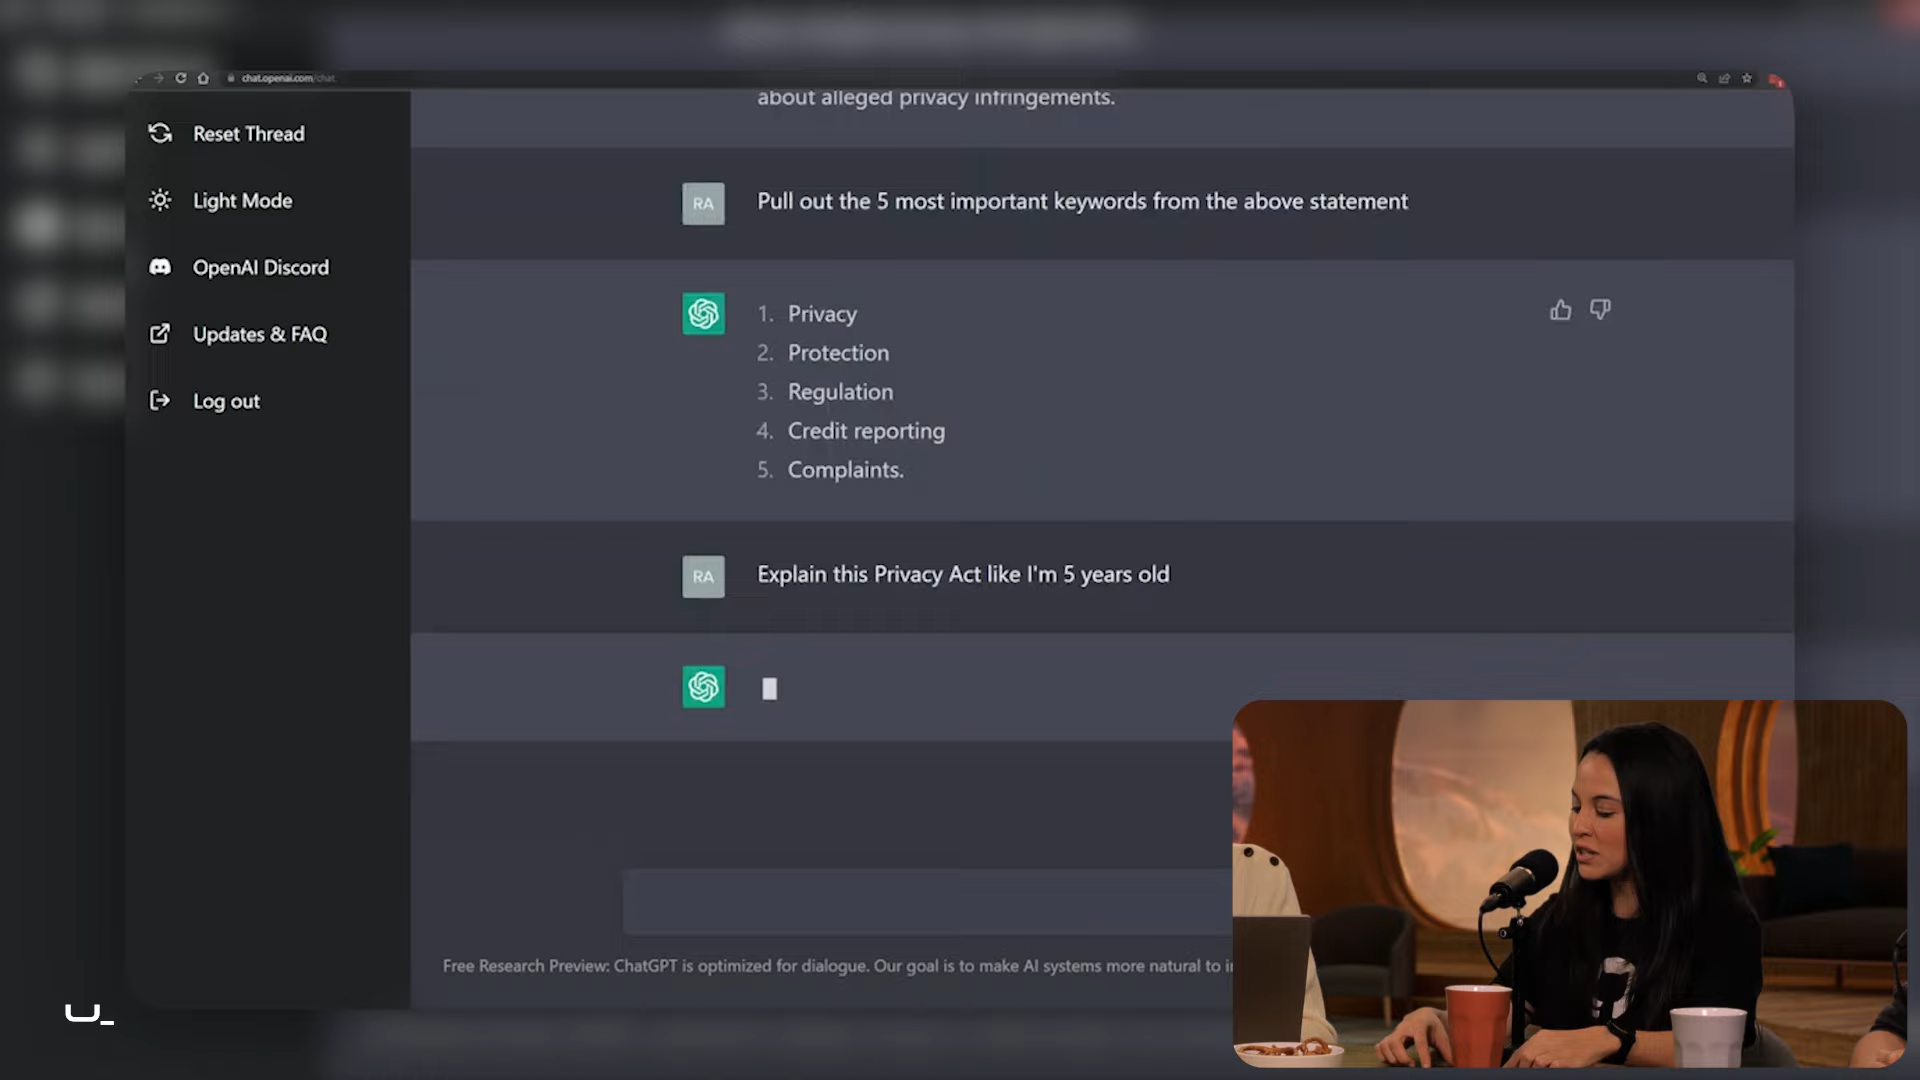 chat.openai.com/chat
Reset Thread
Light Mode
OpenAI Discord
Updates & FAQ
Log out
about alleged privacy infringements.
RA
Pull out the 5 most important keywords from the above statement
1. Privacy
2. Protection
3. Regulation
4. Credit reporting
5. Complaints.
RA
Explain this Privacy Act like I'm 5 years old
Free Research Preview: ChatGPT is optimized for dialogue. Our goal is to make AI systems more natural to